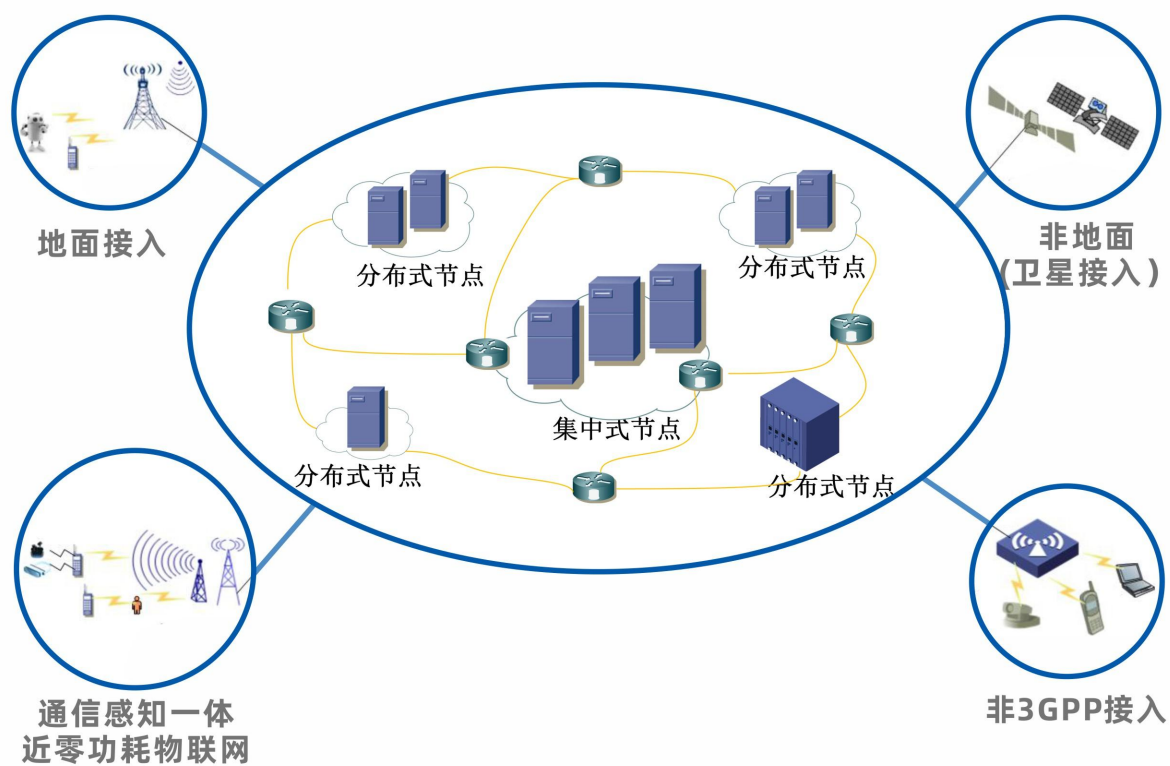 地面接入
非地面
(卫星接入）
分布式节点
分布式节点
集中式节点
分布式节点
分布式节点
通信感知一体
近零功耗物联网
非3GPP接入